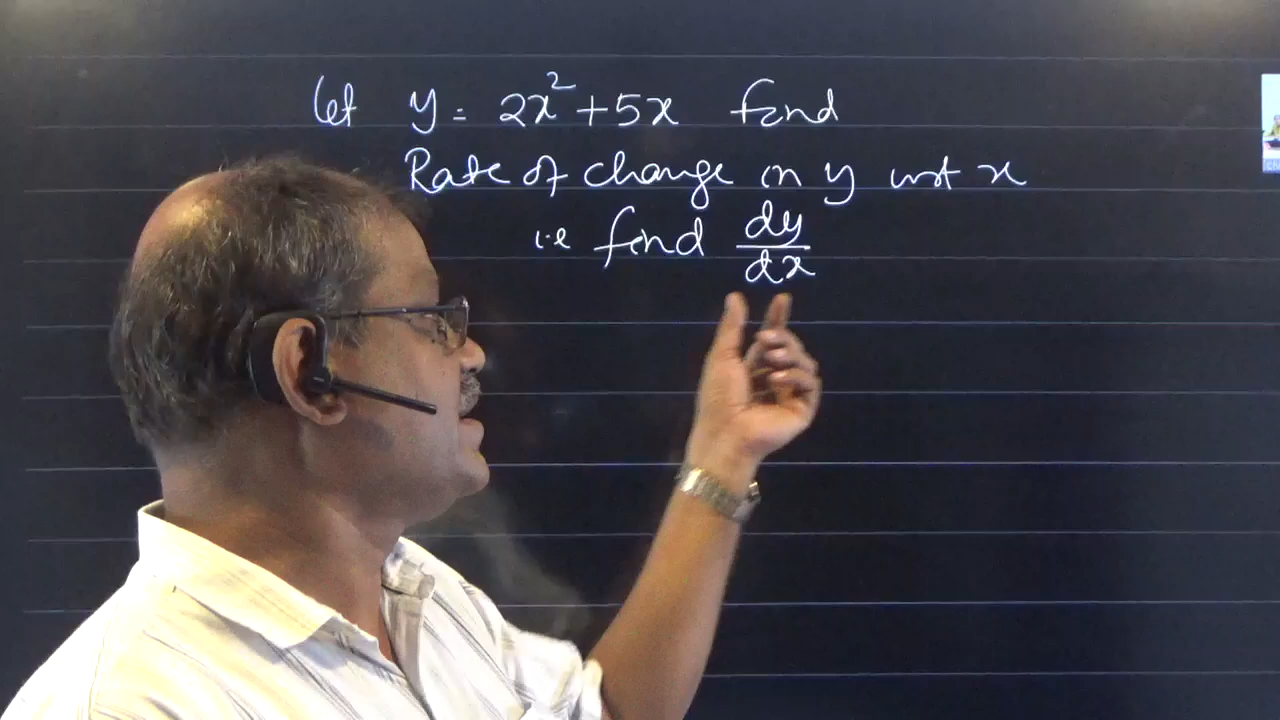 Let y = 2x² + 5x find
Rate of change in y wrt x
i.e find dy/dx